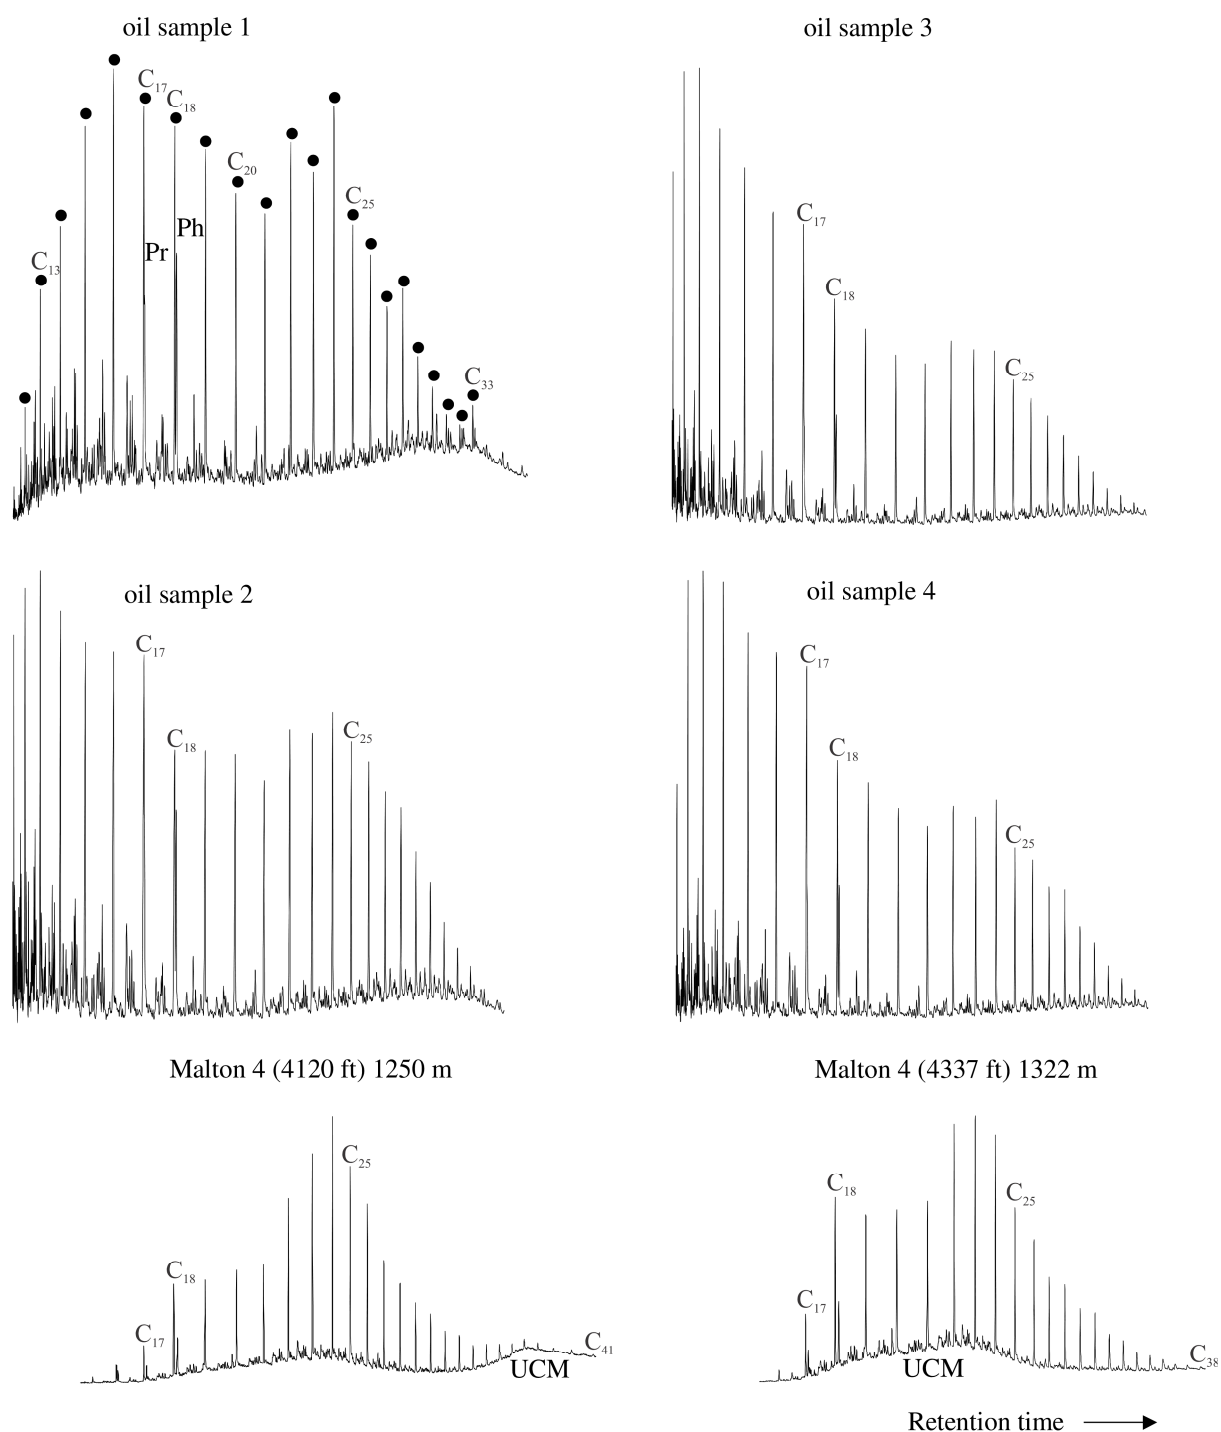 oil sample 1
C17
C18
C20
C25
Ph
Pr
C13
C33
oil sample 3
C17
C18
C25
oil sample 2
C17
C18
C25
oil sample 4
C17
C18
C25
Malton 4 (4120 ft) 1250 m
C25
C18
C17
C41
UCM
Malton 4 (4337 ft) 1322 m
C18
C25
C17
C38
UCM
Retention time